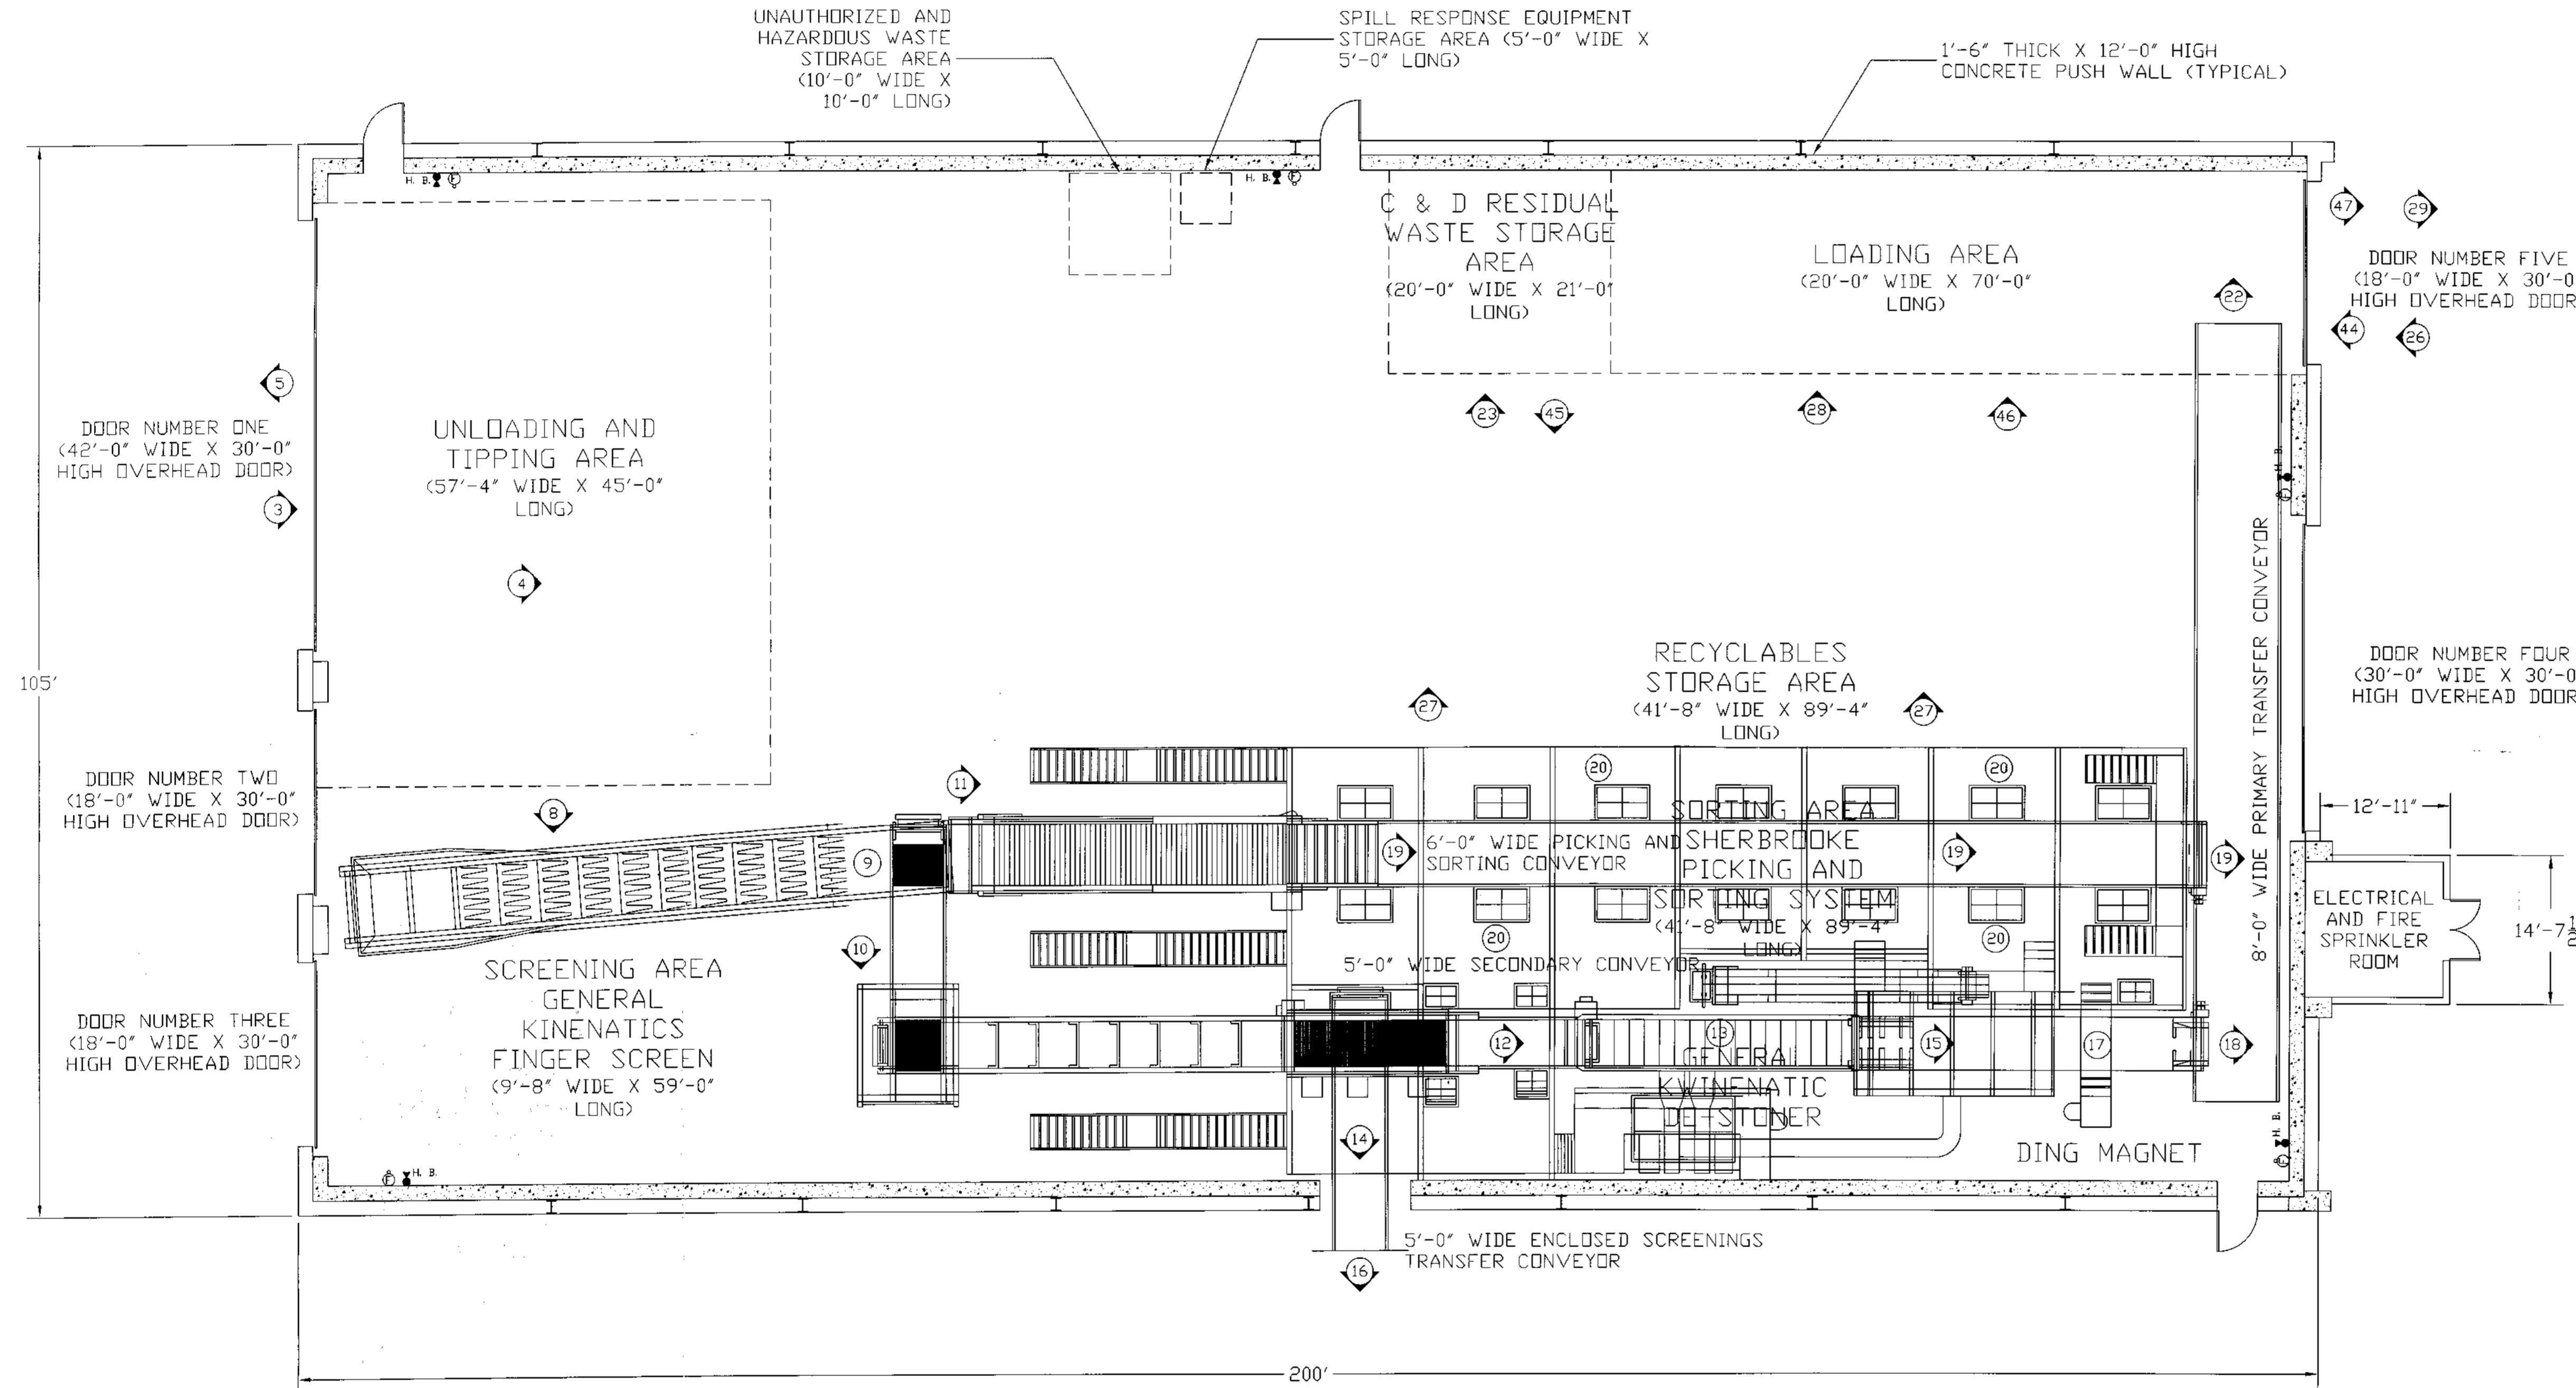 UNAUTHORIZED AND
HAZARDOUS WASTE
STORAGE AREA
(10'-0" WIDE X
10'-0" LONG)
SPILL RESPONSE EQUIPMENT
STORAGE AREA (5'-0" WIDE X
5'-0" LONG)
1'-6" THICK X 12'-0" HIGH
CONCRETE PUSH WALL (TYPICAL)
H. B. F
H. B. F
C & D RESIDUAL
WASTE STORAGE
AREA
(20'-0" WIDE X 21'-0"
LONG)
LOADING AREA
(20'-0" WIDE X 70'-0"
LONG)
47
29
DOOR NUMBER FIVE
(18'-0" WIDE X 30'-0
HIGH OVERHEAD DOOR
22
44
26
5
DOOR NUMBER ONE
(42'-0" WIDE X 30'-0"
HIGH OVERHEAD DOOR)
3
UNLOADING AND
TIPPING AREA
(57'-4" WIDE X 45'-0"
LONG)
4
23
45
28
46
H. B.
F
105'
RECYCLABLES
STORAGE AREA
(41'-8" WIDE X 89'-4"
LONG)
27
27
8'-0" WIDE PRIMARY TRANSFER CONVEYOR
DOOR NUMBER FOUR
(30'-0" WIDE X 30'-0
HIGH OVERHEAD DOOR
DOOR NUMBER TWO
(18'-0" WIDE X 30'-0"
HIGH OVERHEAD DOOR)
8
11
20
20
12'-11"
9
19
6'-0" WIDE PICKING AND
SORTING CONVEYOR
SORTING AREA
SHERBROOKE
PICKING AND
SORTING SYSTEM
(41'-8" WIDE X 89'-4"
LONG)
19
19
10
20
20
ELECTRICAL
AND FIRE
SPRINKLER
ROOM
14'-7 1/2
SCREENING AREA
GENERAL
KINENATICS
FINGER SCREEN
(9'-8" WIDE X 59'-0"
LONG)
5'-0" WIDE SECONDARY CONVEYOR
DOOR NUMBER THREE
(18'-0" WIDE X 30'-0"
HIGH OVERHEAD DOOR)
12
13
15
17
18
GENERAL
KWINENATIC
DE-STONER
14
DING MAGNET
H. B.
F
F H. B.
5'-0" WIDE ENCLOSED SCREENINGS
TRANSFER CONVEYOR
16
200'